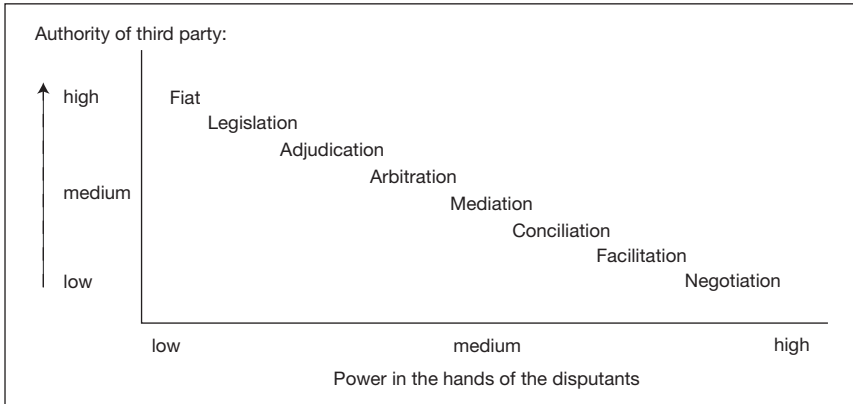 Authority of third party:
high
Fiat
Legislation
Adjudication
Arbitration
medium
Mediation
Conciliation
Facilitation
low
Negotiation
low
medium
high
Power in the hands of the disputants